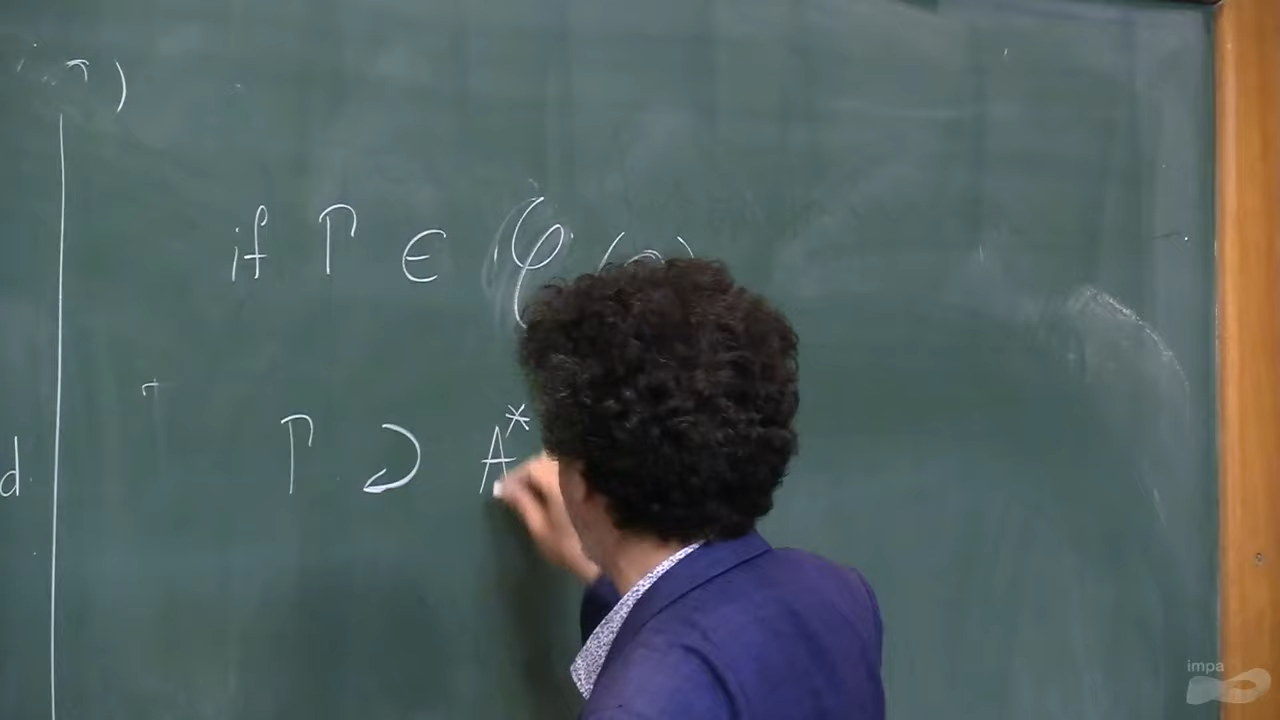 if Γ ∈ φ (
Γ ⊃ A*
d.
impa